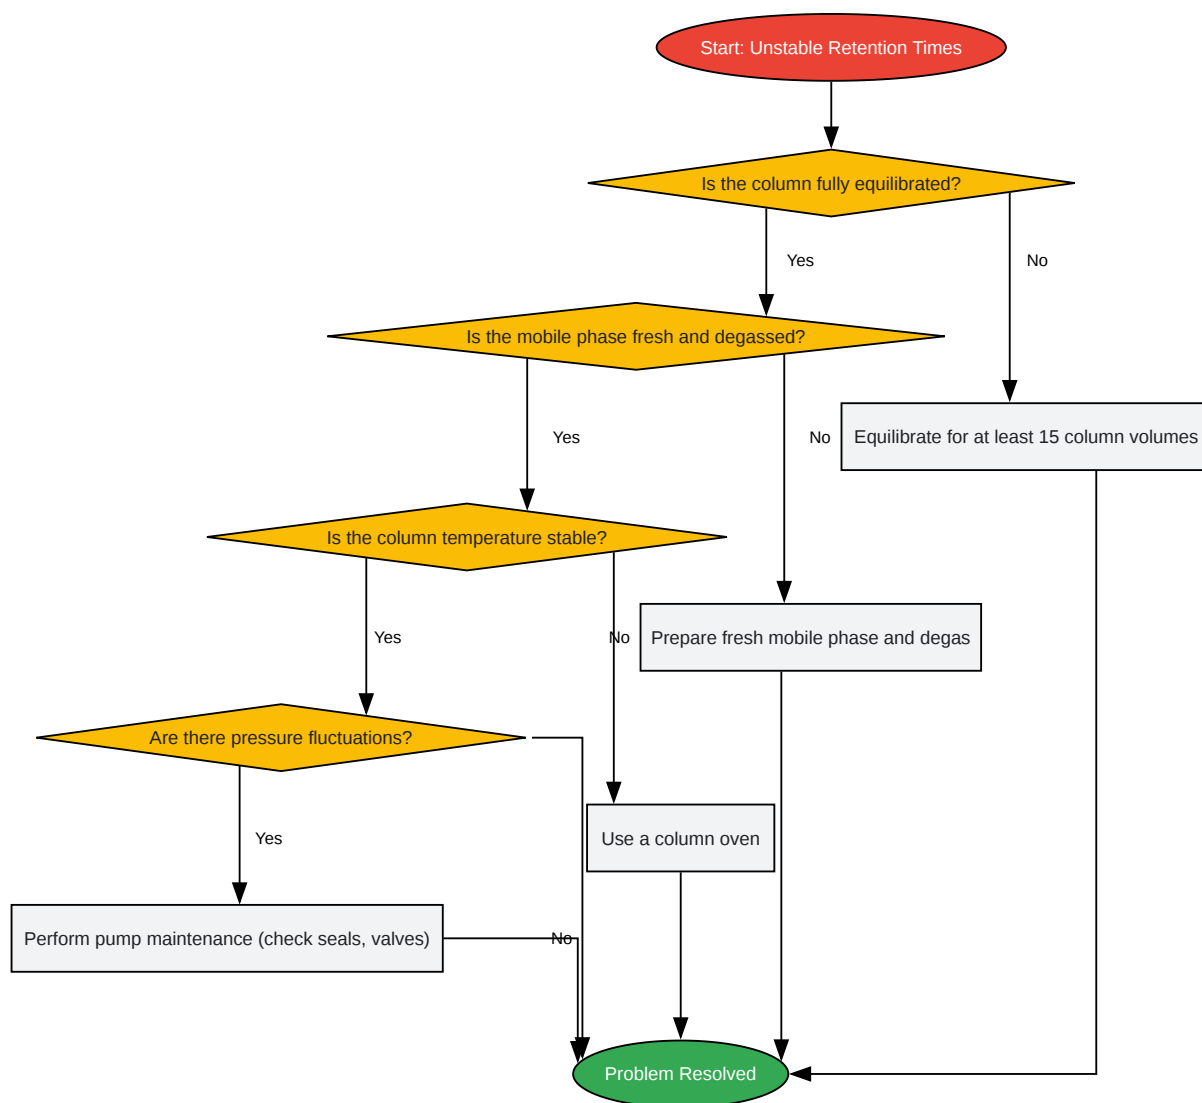 Start: Unstable Retention Times
Is the column fully equilibrated?
Yes
No
Is the mobile phase fresh and degassed?
Yes
No
Equilibrate for at least 15 column volumes
Is the column temperature stable?
Yes
No
Prepare fresh mobile phase and degas
Are there pressure fluctuations?
Yes
Use a column oven
Perform pump maintenance (check seals, valves)
No
Problem Resolved